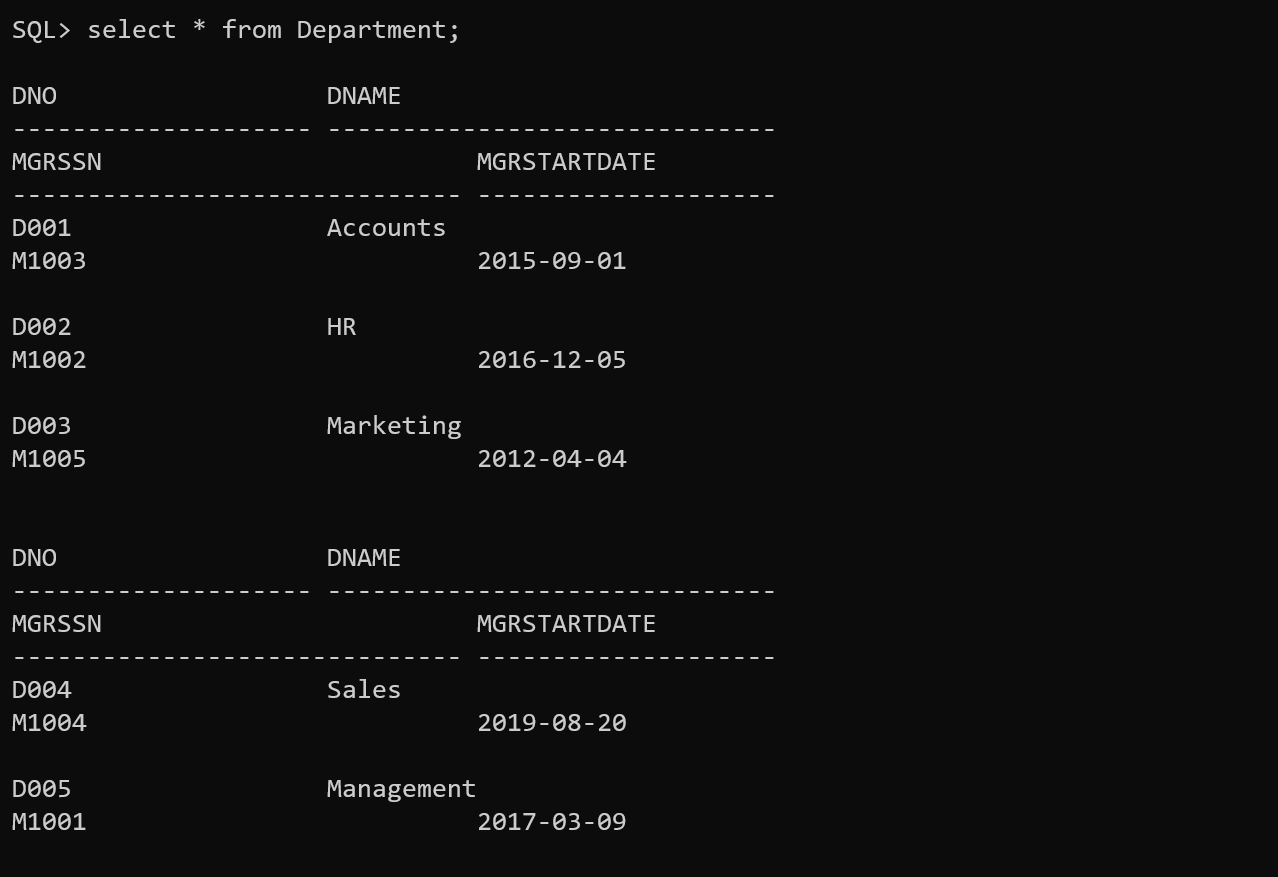 SQL> select * from Department;
DNO                  DNAME
-------------------- ------------------------------
MGRSSN                         MGRSTARTDATE
------------------------------ --------------------
D001                 Accounts
M1003                          2015-09-01
D002                 HR
M1002                          2016-12-05
D003                 Marketing
M1005                          2012-04-04
DNO                  DNAME
-------------------- ------------------------------
MGRSSN                         MGRSTARTDATE
------------------------------ --------------------
D004                 Sales
M1004                          2019-08-20
D005                 Management
M1001                          2017-03-09